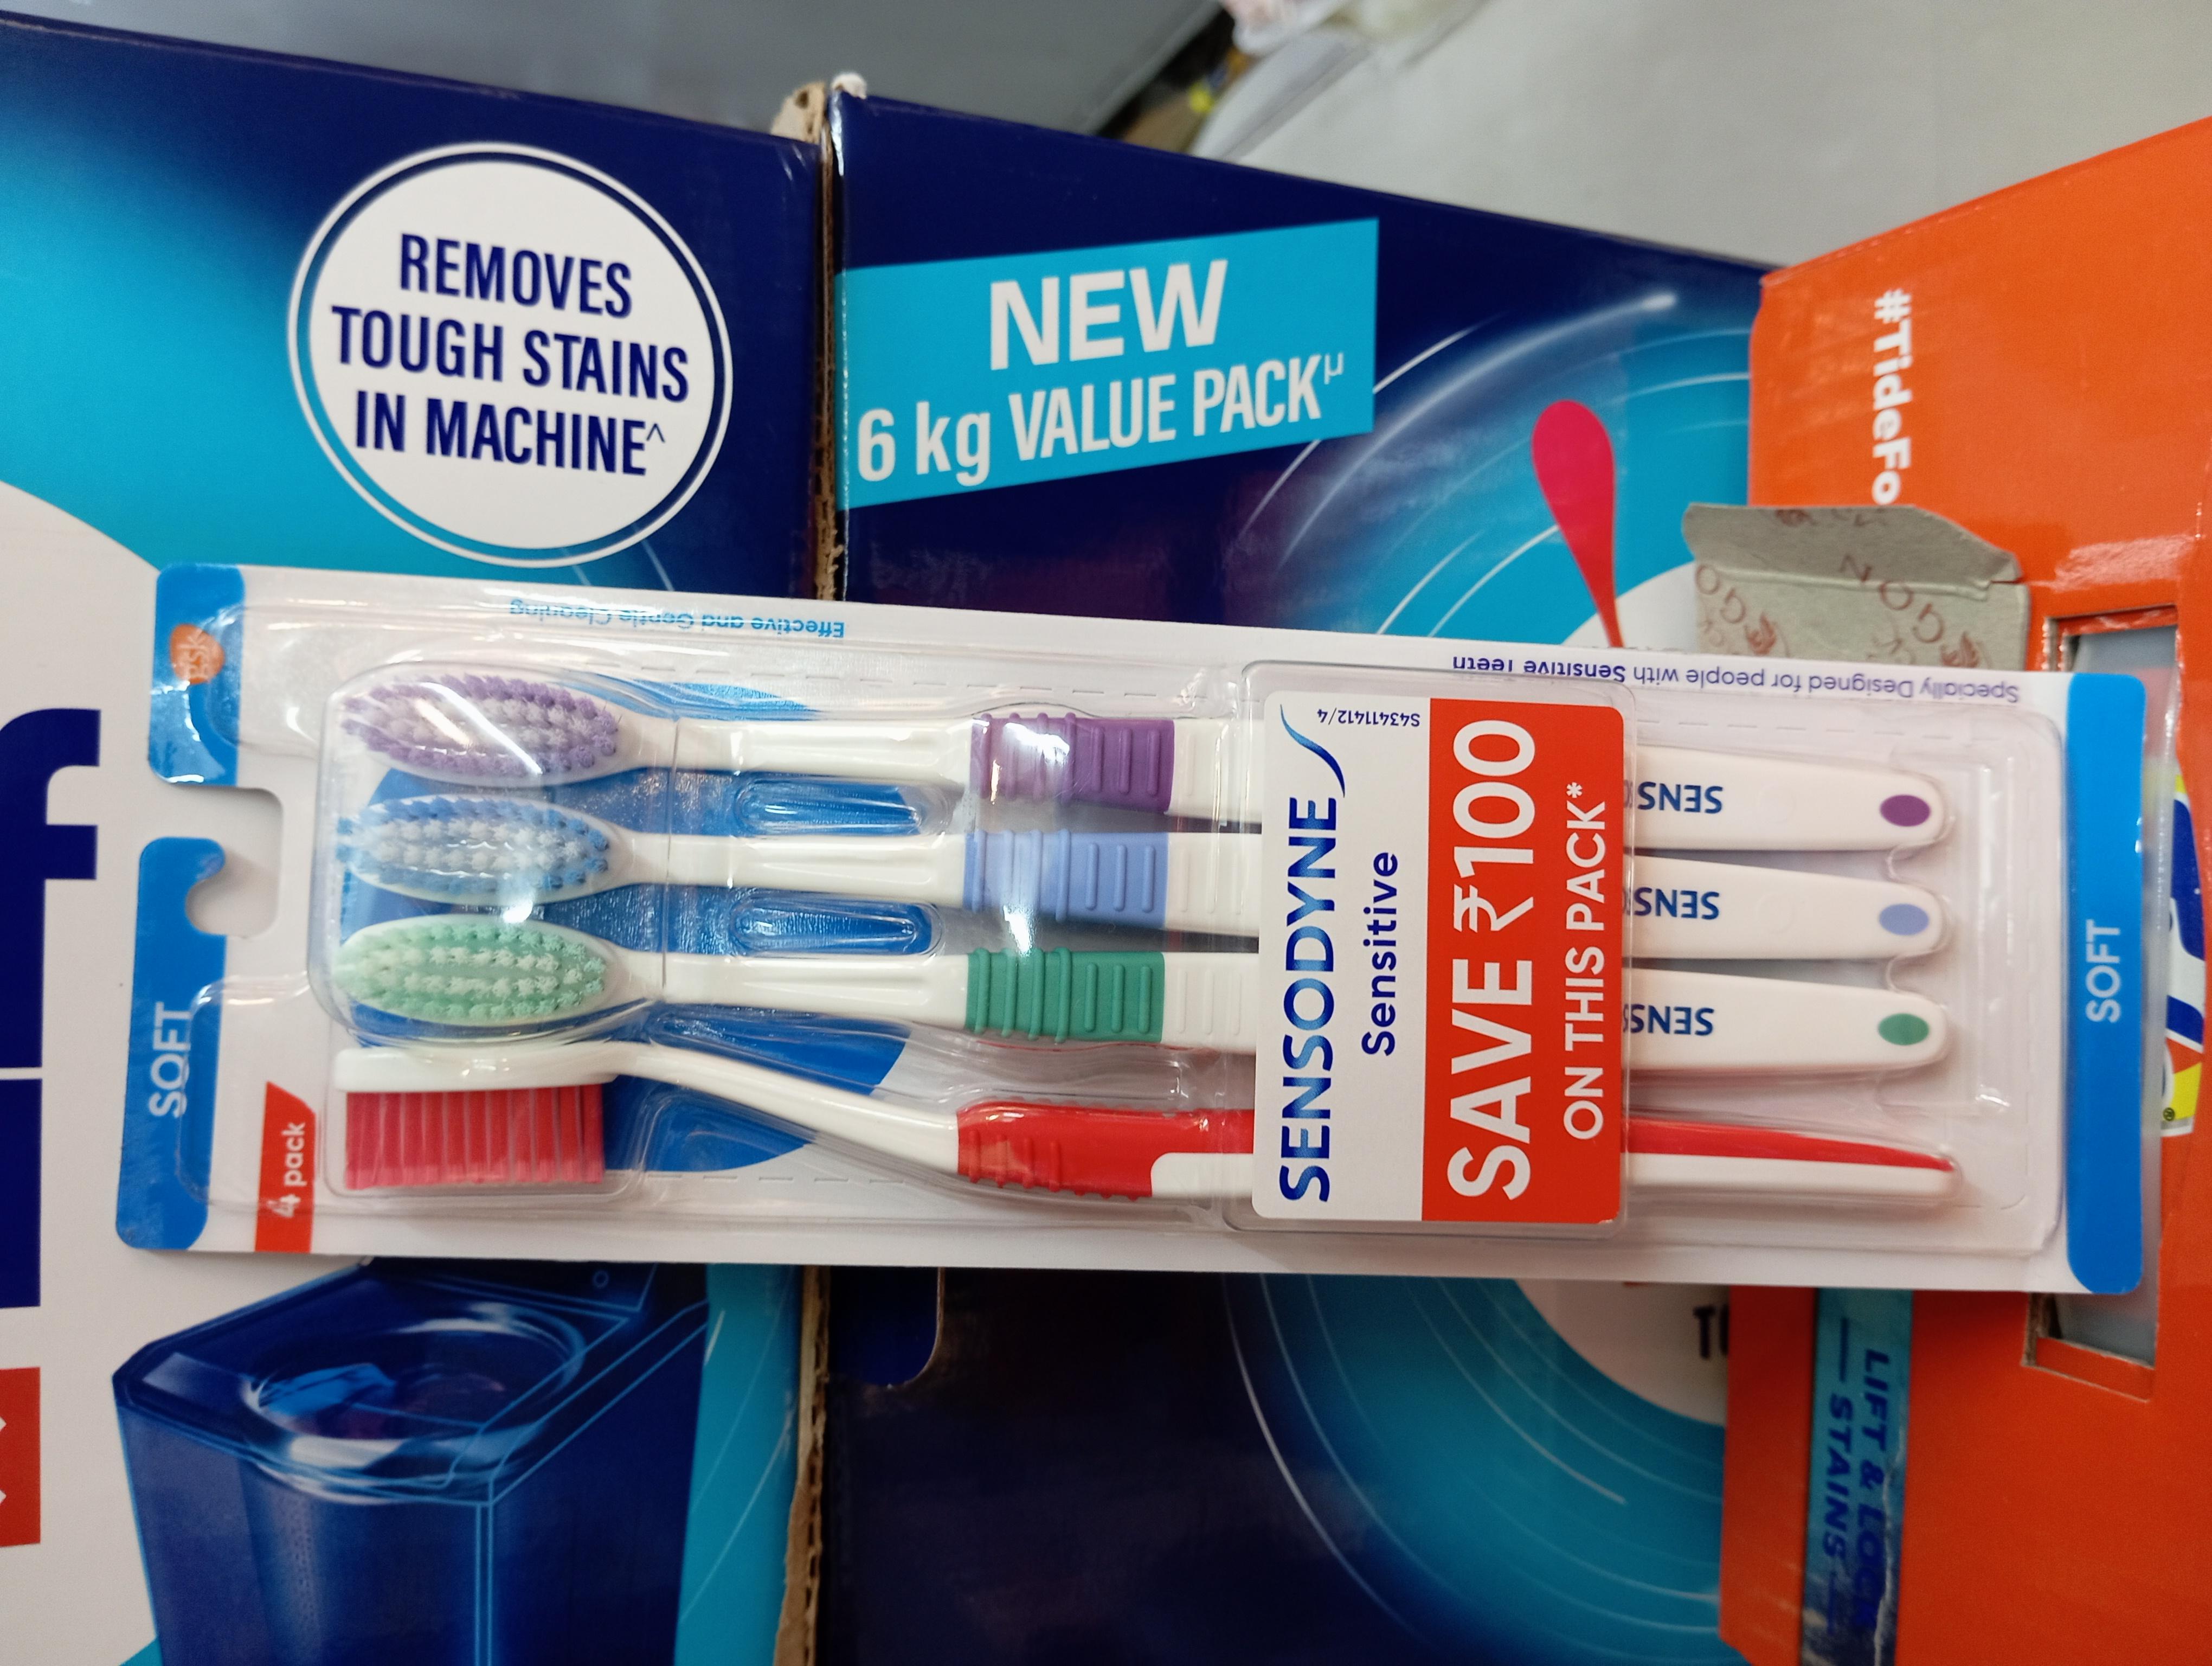 REMOVES
TOUGH STAINS
IN MACHINE^
NEW
6 kg VALUE PACKµ
#TideFo
NOGO
Effective and Gentle Cleaning
Specially Designed for people with Sensitive Teeth
gsk
SOFT
4 pack
SENSODYNE
Sensitive
S43411412/4
SAVE ₹100
ON THIS PACK*
SENS
SENS
SENS
SOFT
LIFT & LOCK
STAINS